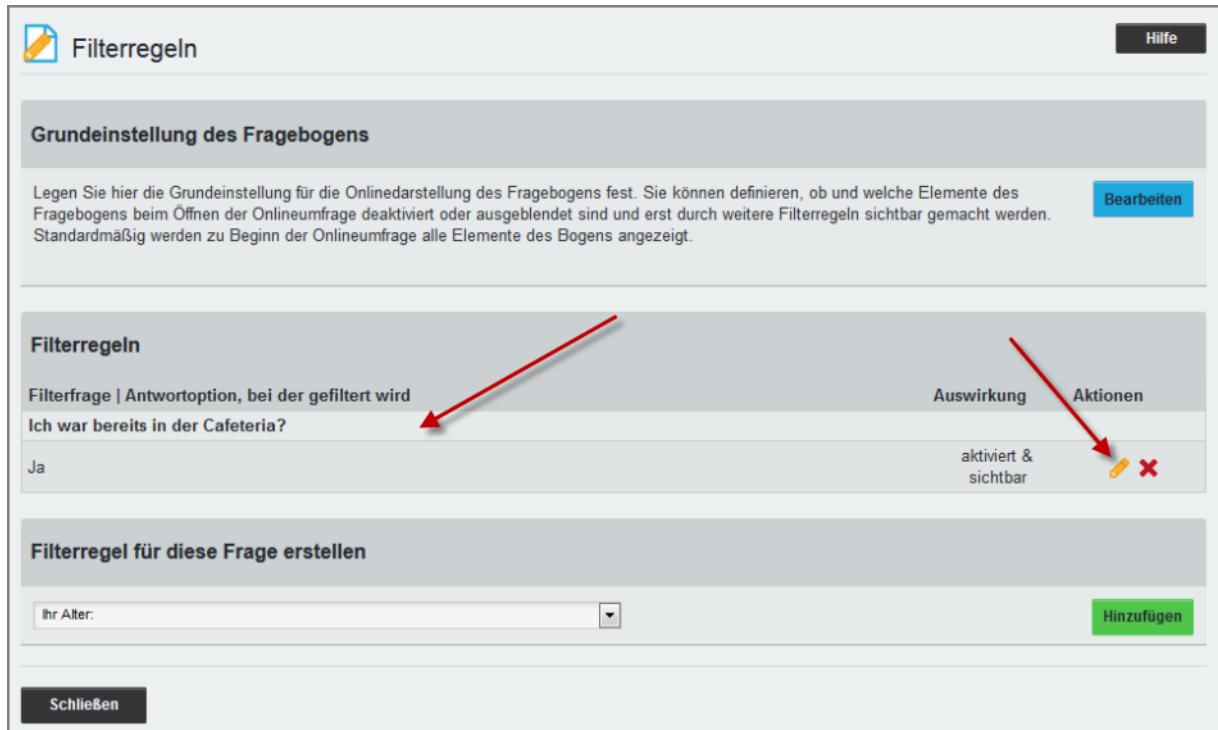 Filterregeln
Hilfe
Grundeinstellung des Fragebogens
Legen Sie hier die Grundeinstellung für die Onlinedarstellung des Fragebogens fest. Sie können definieren, ob und welche Elemente des
Fragebogens beim Öffnen der Onlineumfrage deaktiviert oder ausgeblendet sind und erst durch weitere Filterregeln sichtbar gemacht werden.
Standardmäßig werden zu Beginn der Onlineumfrage alle Elemente des Bogens angezeigt.
Bearbeiten
Filterregeln
Filterfrage | Antwortoption, bei der gefiltert wird Auswirkung Aktionen
Ich war bereits in der Cafeteria?
Ja aktiviert &
sichtbar
Filterregel für diese Frage erstellen
Ihr Alter:
Hinzufügen
Schließen